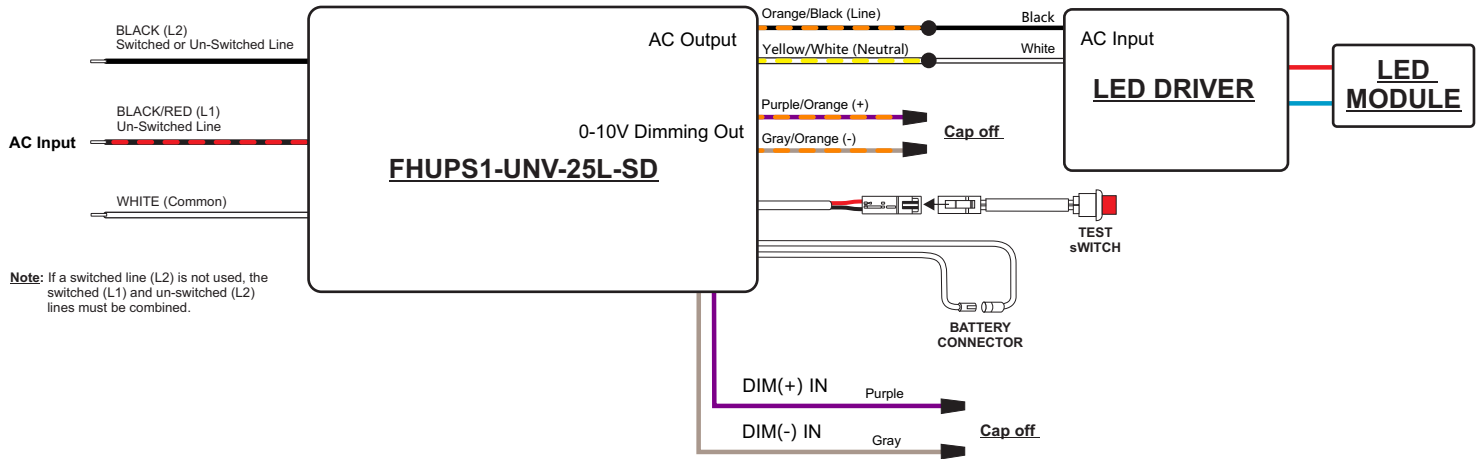 BLACK (L2)
Switched or Un-Switched Line
BLACK/RED (L1)
Un-Switched Line
AC Input
WHITE (Common)
Note: If a switched line (L2) is not used, the
switched (L1) and un-switched (L2)
lines must be combined.
AC Output
0-10V Dimming Out
FHUPS1-UNV-25L-SD
Orange/Black (Line)
Yellow/White (Neutral)
Purple/Orange (+)
Gray/Orange (-)
Cap off
Black
White
AC Input
LED DRIVER
LED
MODULE
TEST
sWITCH
BATTERY
CONNECTOR
DIM(+) IN
Purple
DIM(-) IN
Gray
Cap off